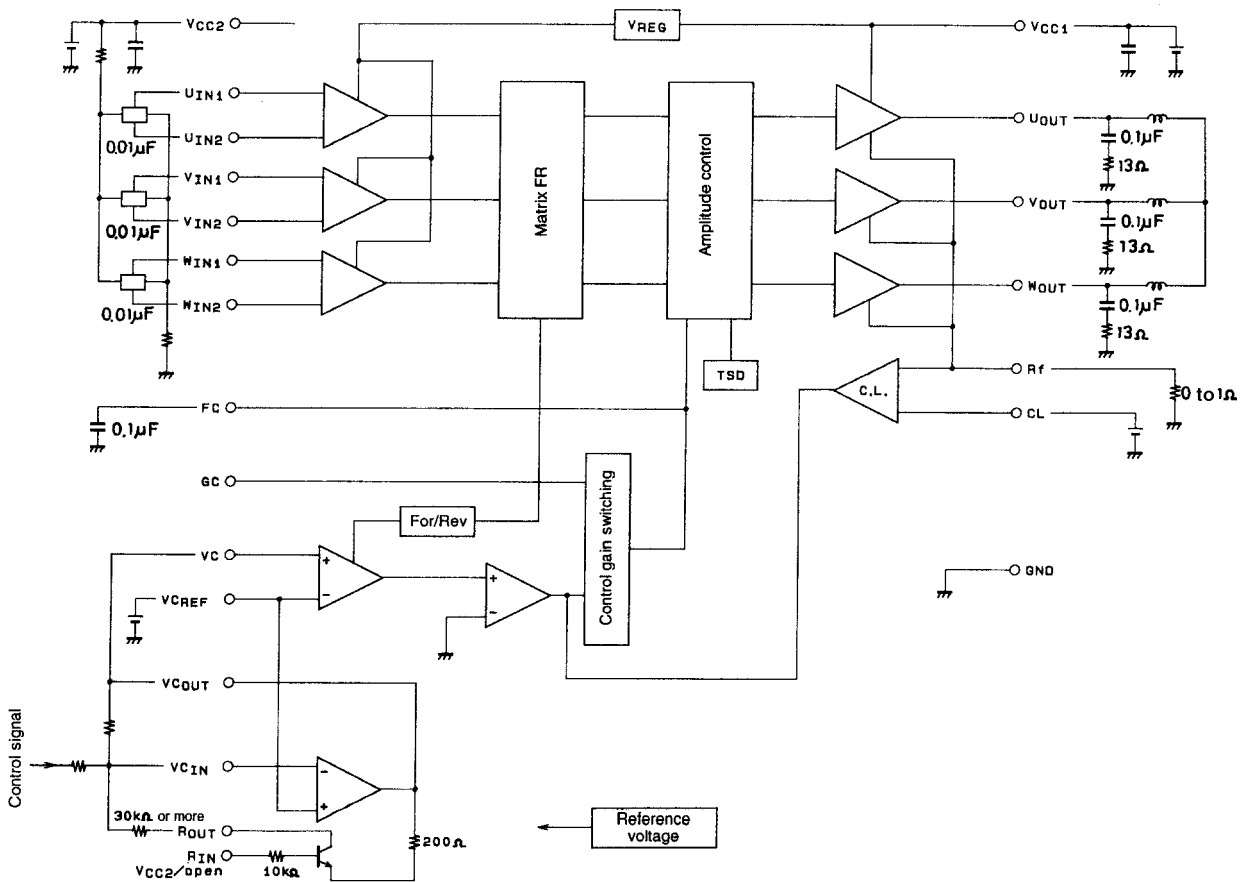 VCC2
VREG
VCC1
UIN1
UIN2
0.01µF
VIN1
VIN2
0.01µF
WIN1
WIN2
0.01µF
Matrix FR
Amplitude control
UOUT
0.1µF
13Ω
VOUT
0.1µF
13Ω
WOUT
0.1µF
13Ω
TSD
C.L.
Rf
0 to 1Ω
CL
FC
0.1µF
GC
Control gain switching
For/Rev
VC
+
−
VCREF
+
−
GND
VCOUT
Control signal
VCIN
−
+
30kΩ or more
ROUT
200Ω
RIN
VCC2/open
10kΩ
Reference
voltage